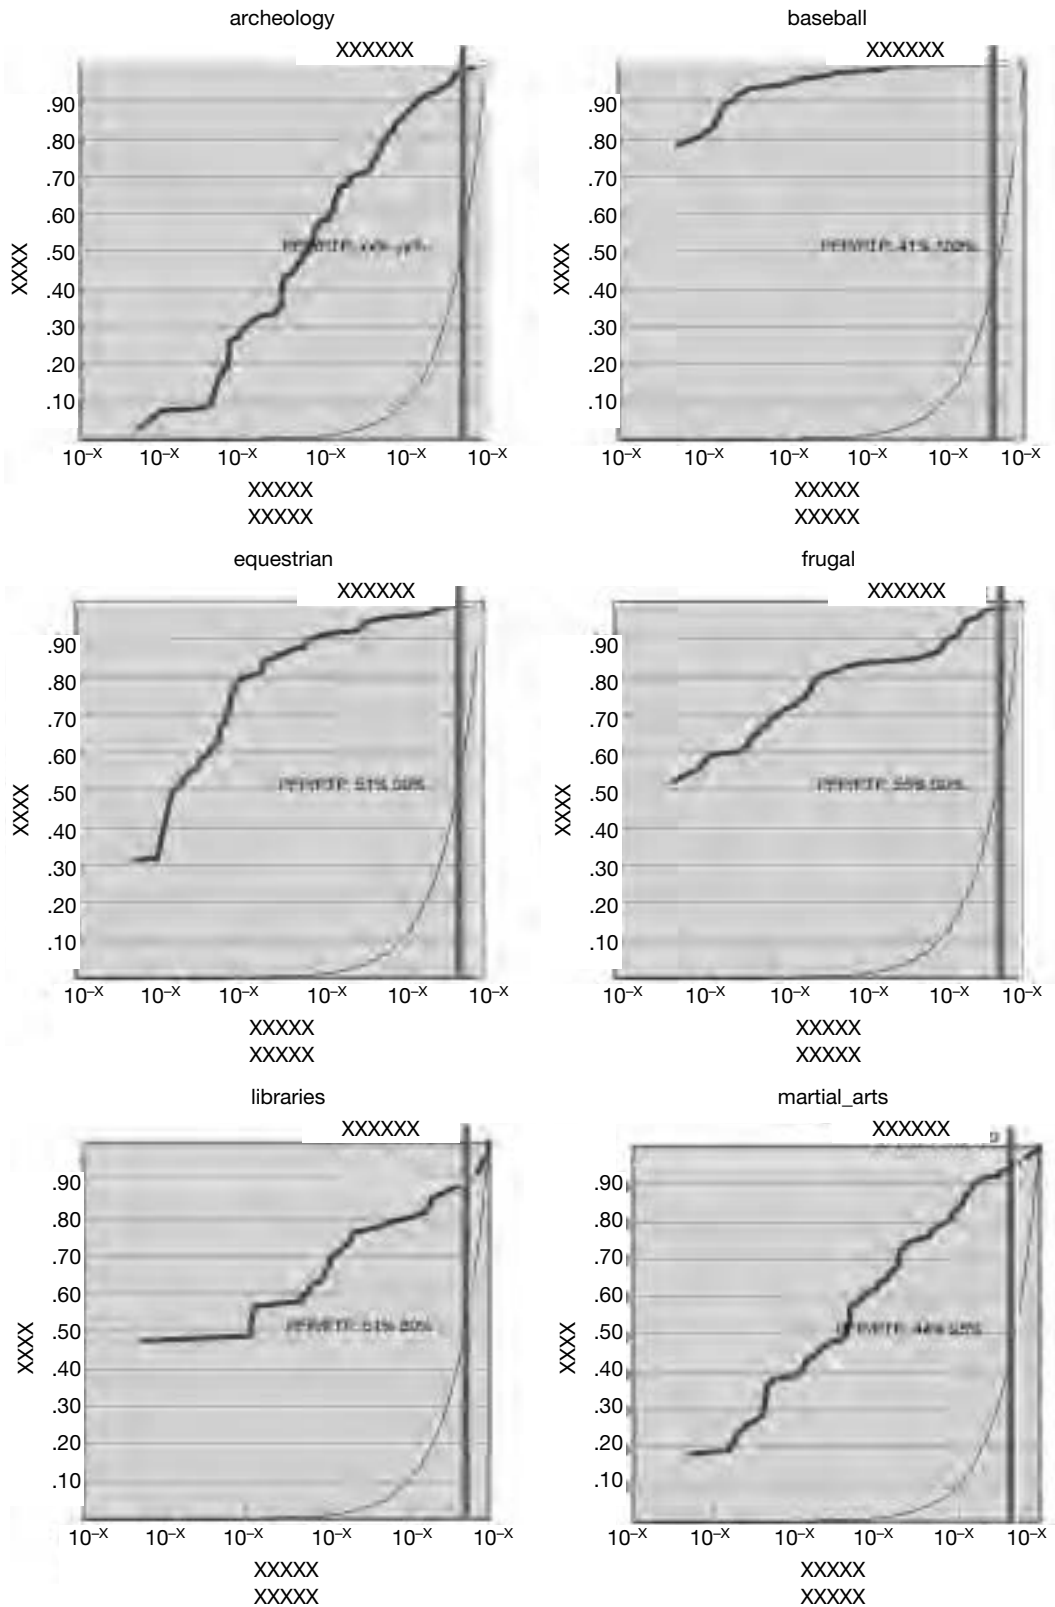 archeology
XXXXXX
.90
.80
.70
.60
.50
.40
.30
.20
.10
XXXX
10–X 10–X 10–X 10–X 10–X 10–X
XXXXX
XXXXX
baseball
XXXXXX
.90
.80
.70
.60
.50
.40
.30
.20
.10
XXXX
10–X 10–X 10–X 10–X 10–X 10–X
XXXXX
XXXXX
equestrian
XXXXXX
.90
.80
.70
.60
.50
.40
.30
.20
.10
XXXX
10–X 10–X 10–X 10–X 10–X 10–X
XXXXX
XXXXX
frugal
XXXXXX
.90
.80
.70
.60
.50
.40
.30
.20
.10
XXXX
10–X 10–X 10–X 10–X 10–X 10–X
XXXXX
XXXXX
libraries
XXXXXX
.90
.80
.70
.60
.50
.40
.30
.20
.10
XXXX
10–X 10–X 10–X 10–X 10–X 10–X
XXXXX
XXXXX
martial_arts
XXXXXX
.90
.80
.70
.60
.50
.40
.30
.20
.10
XXXX
10–X 10–X 10–X 10–X 10–X 10–X
XXXXX
XXXXX